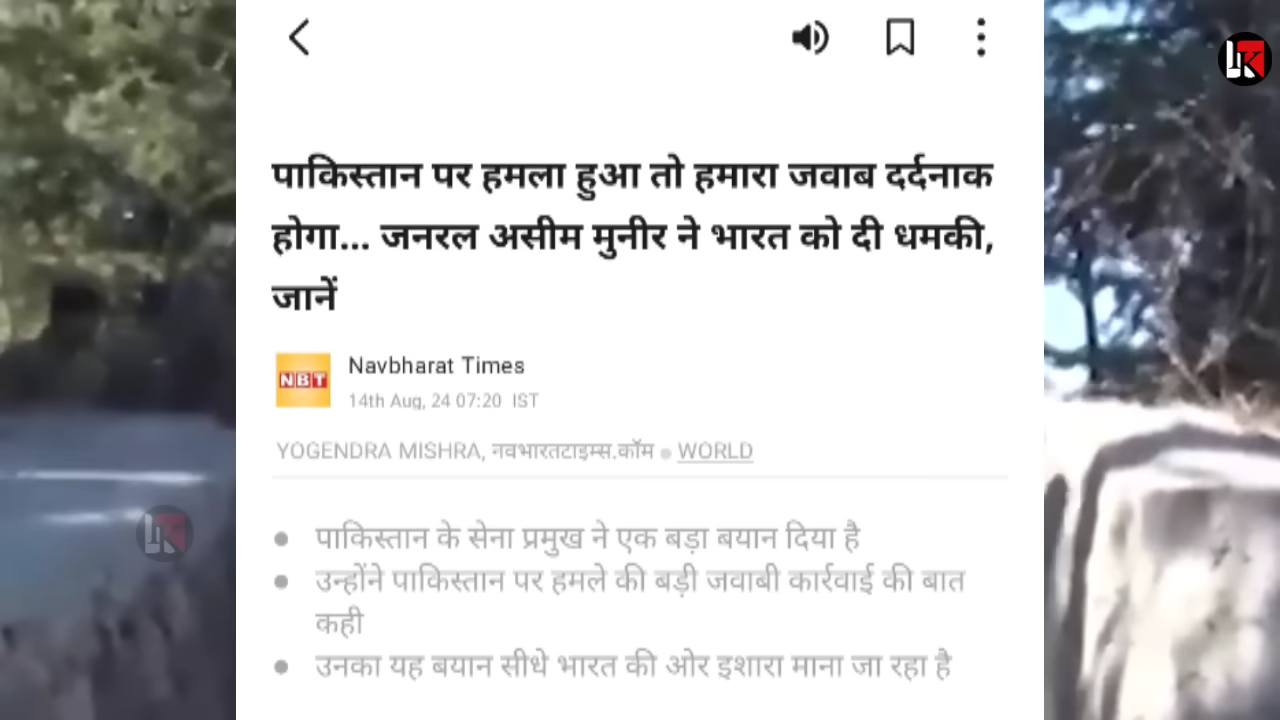 LK
पाकिस्तान पर हमला हुआ तो हमारा जवाब दर्दनाक
होगा... जनरल असीम मुनीर ने भारत को दी धमकी,
जानें
NBT
Navbharat Times
14th Aug, 24 07:20 IST
YOGENDRA MISHRA, नवभारतटाइम्स.कॉम • WORLD
• पाकिस्तान के सेना प्रमुख ने एक बड़ा बयान दिया है
• उन्होंने पाकिस्तान पर हमले की बड़ी जवाबी कार्रवाई की बात
कही
LK
• उनका यह बयान सीधे भारत की ओर इशारा माना जा रहा है